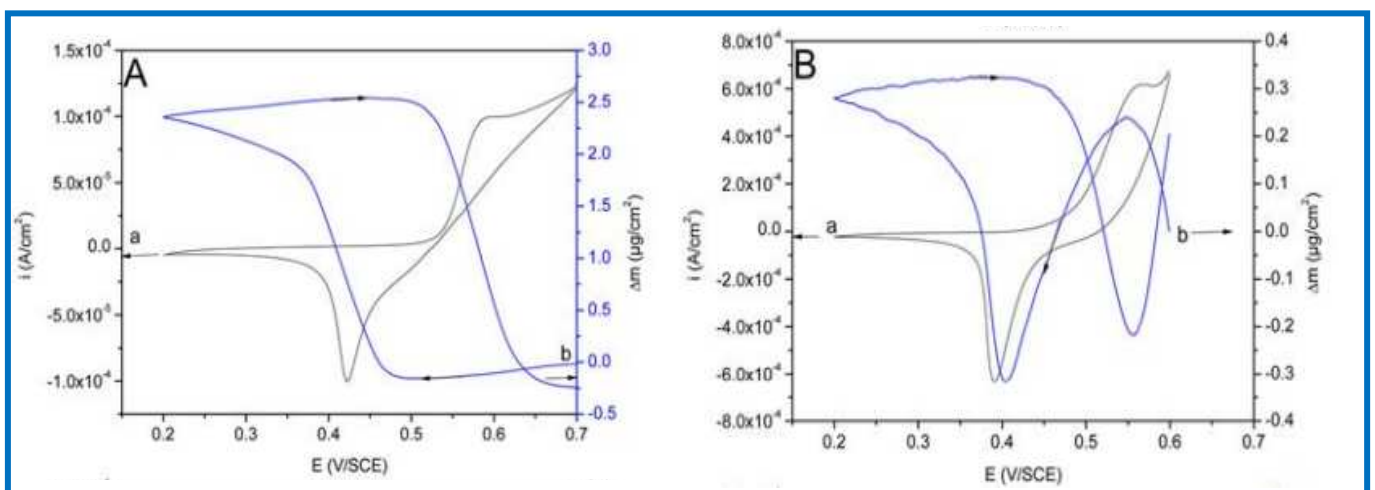 A
1.5x10⁻⁴
1.0x10⁻⁴
5.0x10⁻⁵
0.0
-5.0x10⁻⁵
-1.0x10⁻⁴
i (A/cm²)
a
b
3.0
2.5
2.0
1.5
1.0
0.5
0.0
-0.5
Δm (µg/cm²)
0.2 0.3 0.4 0.5 0.6 0.7
E (V/SCE)
B
8.0x10⁻⁴
6.0x10⁻⁴
4.0x10⁻⁴
2.0x10⁻⁴
0.0
-2.0x10⁻⁴
-4.0x10⁻⁴
-6.0x10⁻⁴
-8.0x10⁻⁴
i (A/cm²)
a
b
0.4
0.3
0.2
0.1
0.0
-0.1
-0.2
-0.3
-0.4
Δm (µg/cm²)
0.2 0.3 0.4 0.5 0.6 0.7
E (V/SCE)